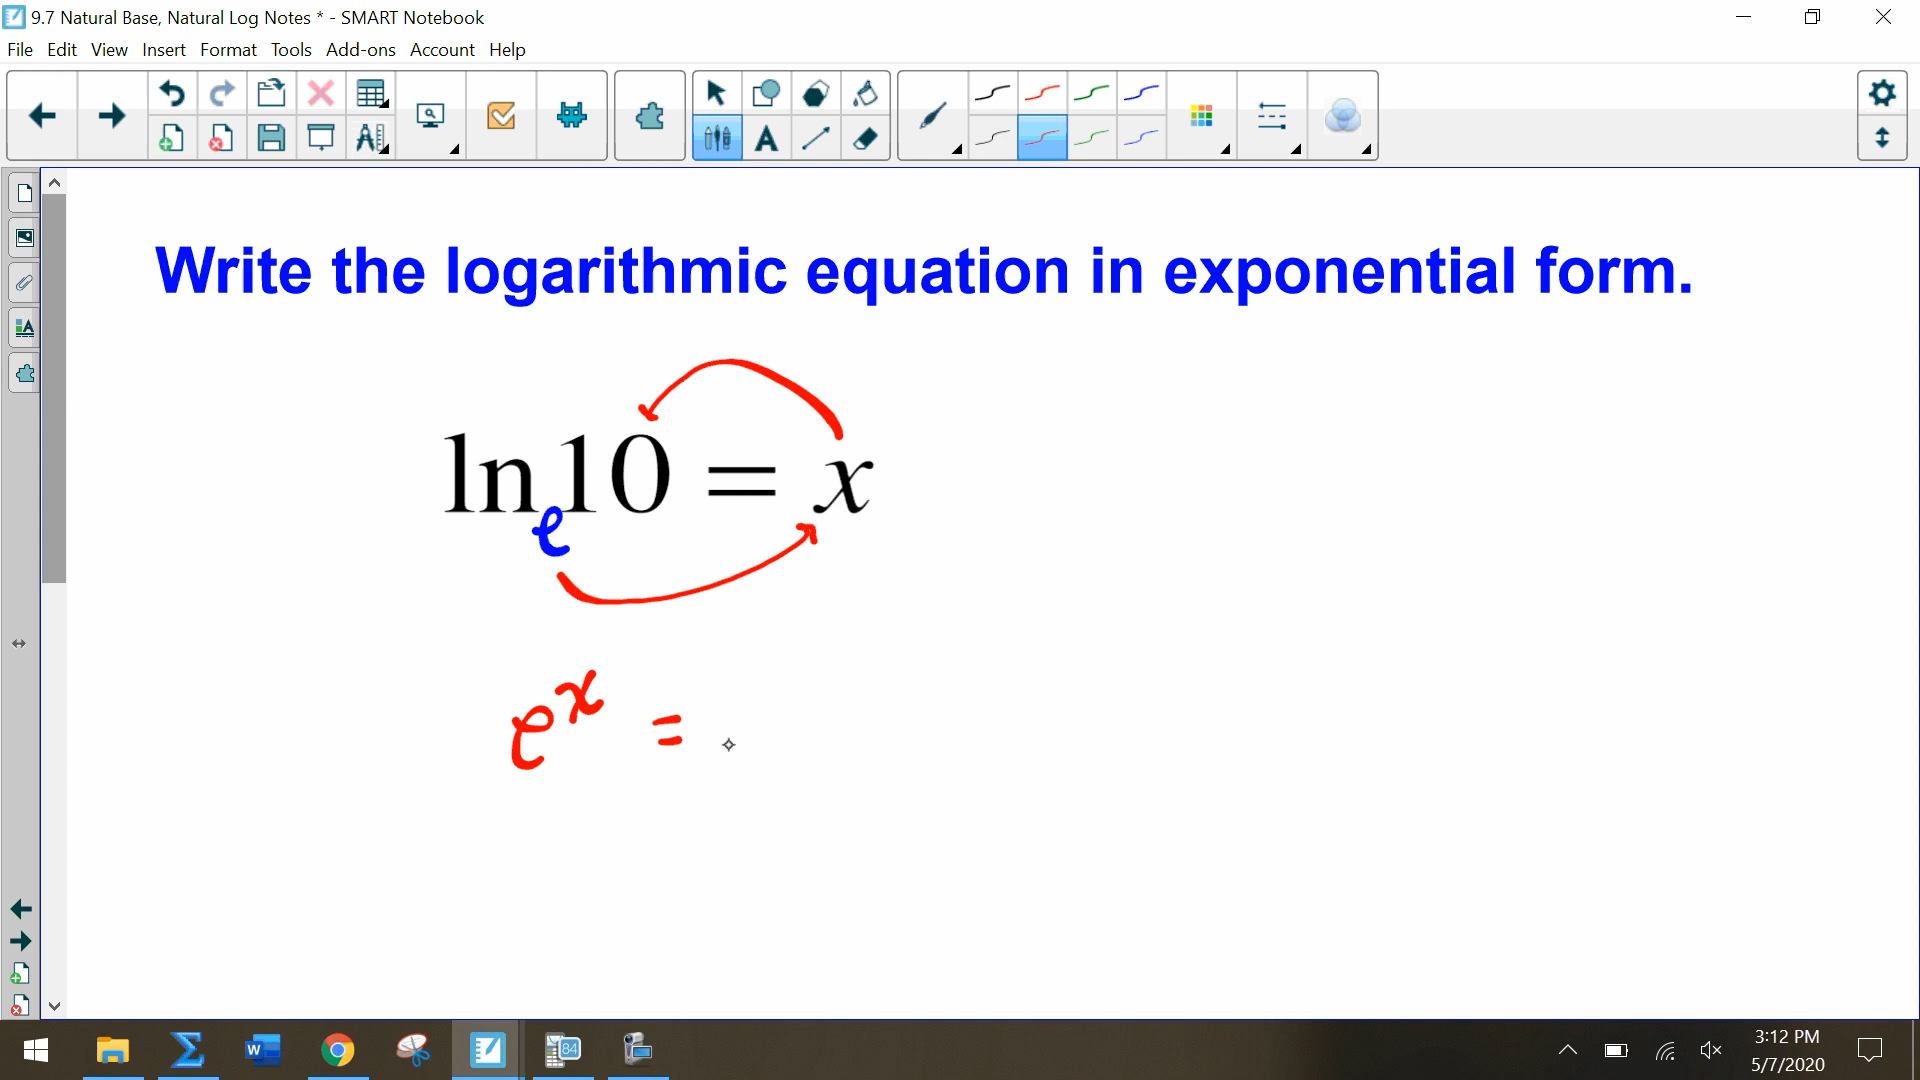 9.7 Natural Base, Natural Log Notes * - SMART Notebook
File Edit View Insert Format Tools Add-ons Account Help
Write the logarithmic equation in exponential form.
ln 10 = x
e
e^x =
84
3:12 PM
5/7/2020